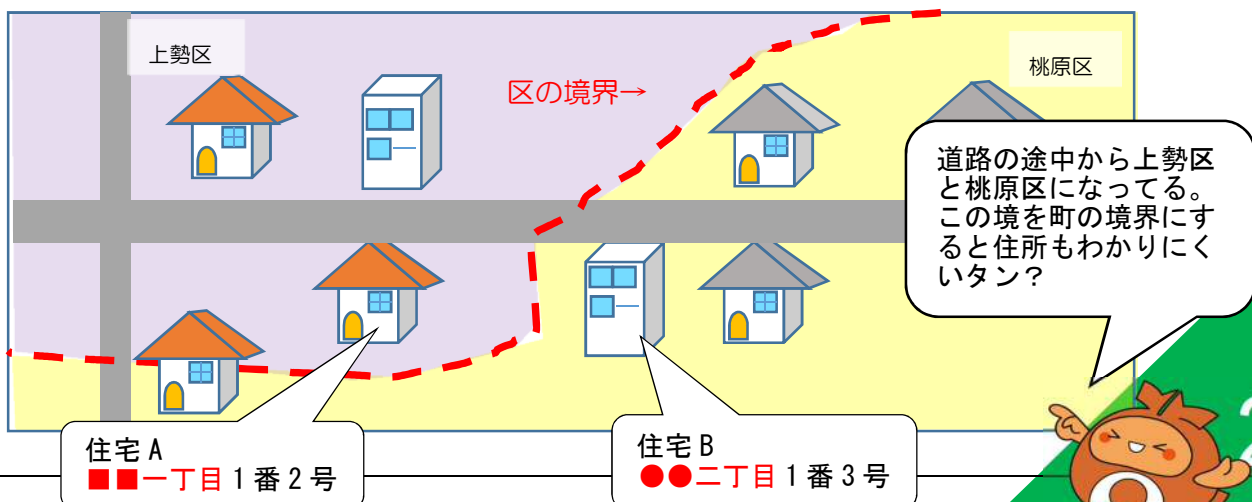 上勢区
桃原区
区の境界→
道路の途中から上勢区
と桃原区になってる。
この境を町の境界にす
ると住所もわかりにく
いタン？
住宅A
■■一丁目1番2号
住宅B
●●二丁目1番3号